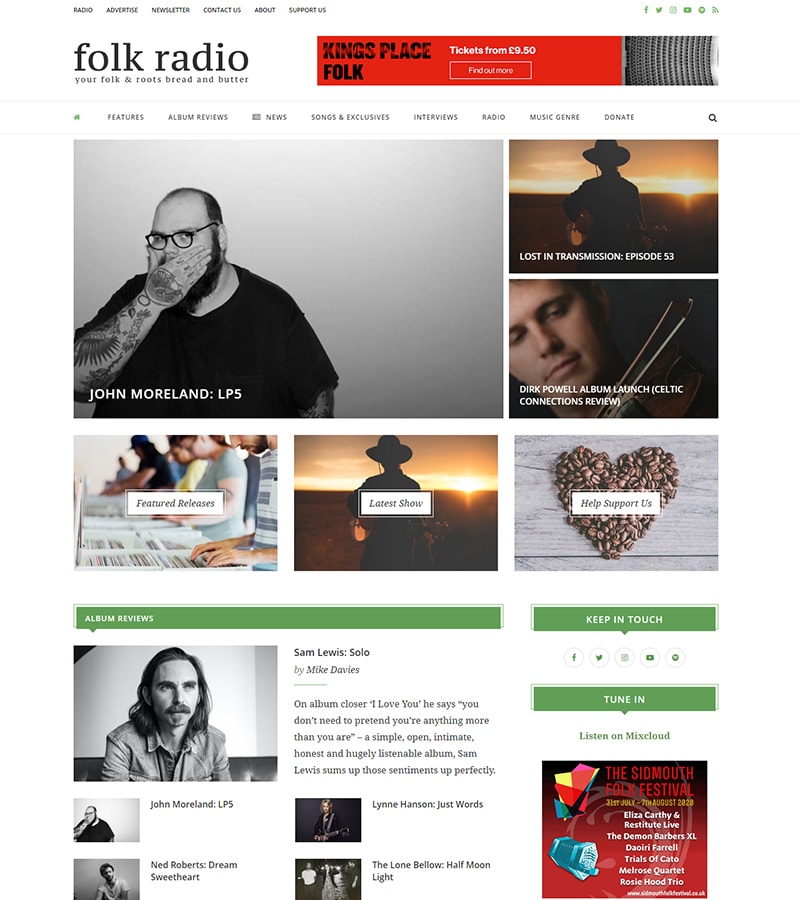 RADIO ADVERTISE NEWSLETTER CONTACT US ABOUT SUPPORT US
folk radio
your folk & roots bread and butter
KINGS PLACE
FOLK
Tickets from £9.50
Find out more
FEATURES ALBUM REVIEWS NEWS SONGS & EXCLUSIVES INTERVIEWS RADIO MUSIC GENRE DONATE
JOHN MORELAND: LP5
LOST IN TRANSMISSION: EPISODE 53
DIRK POWELL ALBUM LAUNCH (CELTIC
CONNECTIONS REVIEW)
Featured Releases
Latest Show
Help Support Us
ALBUM REVIEWS
Sam Lewis: Solo
by Mike Davies
On album closer ‘I Love You’ he says “you
don’t need to pretend you’re anything more
than you are” – a simple, open, intimate,
honest and hugely listenable album, Sam
Lewis sums up those sentiments up perfectly.
John Moreland: LP5
Lynne Hanson: Just Words
Ned Roberts: Dream
Sweetheart
The Lone Bellow: Half Moon
Light
KEEP IN TOUCH
TUNE IN
Listen on Mixcloud
THE SIDMOUTH
FOLK FESTIVAL
31ST JULY - 7TH AUGUST 2020
Eliza Carthy &
Restitute Live
The Demon Barbers XL
Daoiri Farrell
Trials Of Cato
Melrose Quartet
Rosie Hood Trio
www.sidmouthfolkfestival.co.uk